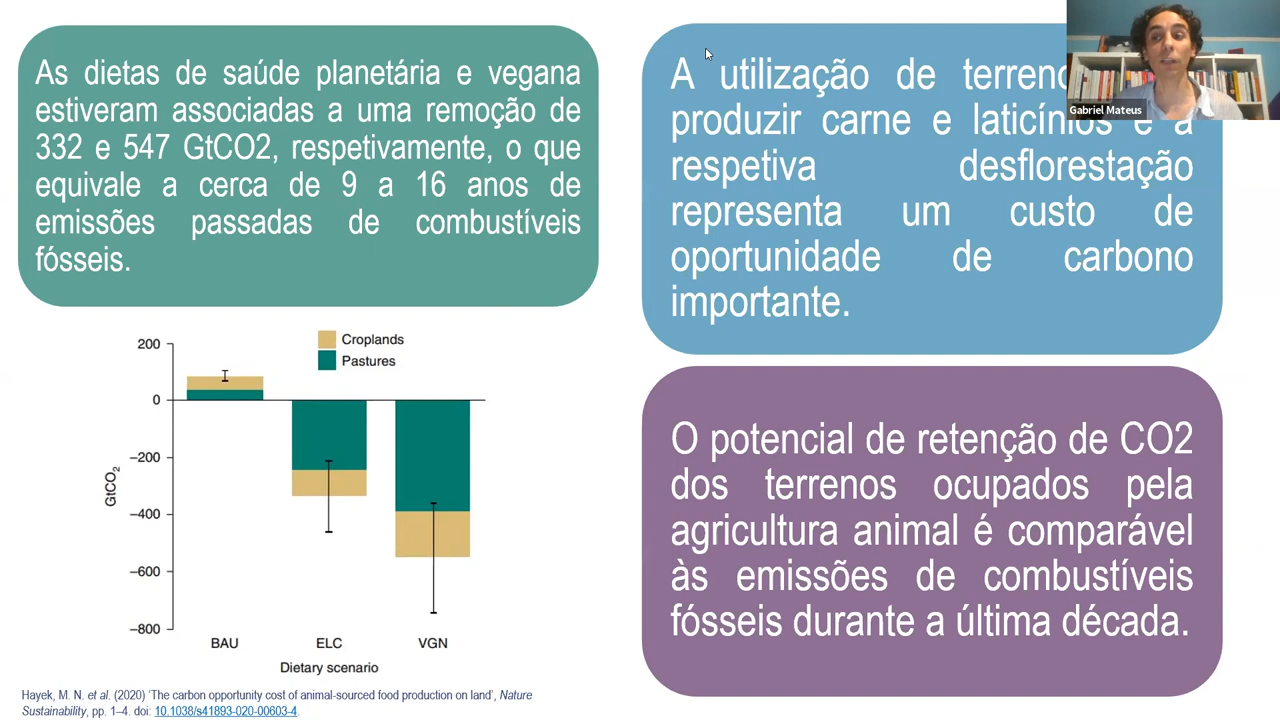 As dietas de saúde planetária e vegana
estiveram associadas a uma remoção de
332 e 547 GtCO2, respetivamente, o que
equivale a cerca de 9 a 16 anos de
emissões passadas de combustíveis
fósseis.
A utilização de
produzir carne e laticínios e a
respetiva desflorestação
representa um custo de
oportunidade de carbono
importante.
Gabriel Mateus
Croplands
Pastures
200
0
−200
−400
−600
−800
GtCO2
BAU ELC VGN
Dietary scenario
O potencial de retenção de CO2
dos terrenos ocupados pela
agricultura animal é comparável
às emissões de combustíveis
fósseis durante a última década.
Hayek, M. N. et al. (2020) ‘The carbon opportunity cost of animal-sourced food production on land’, Nature
Sustainability, pp. 1–4. doi: 10.1038/s41893-020-00603-4.